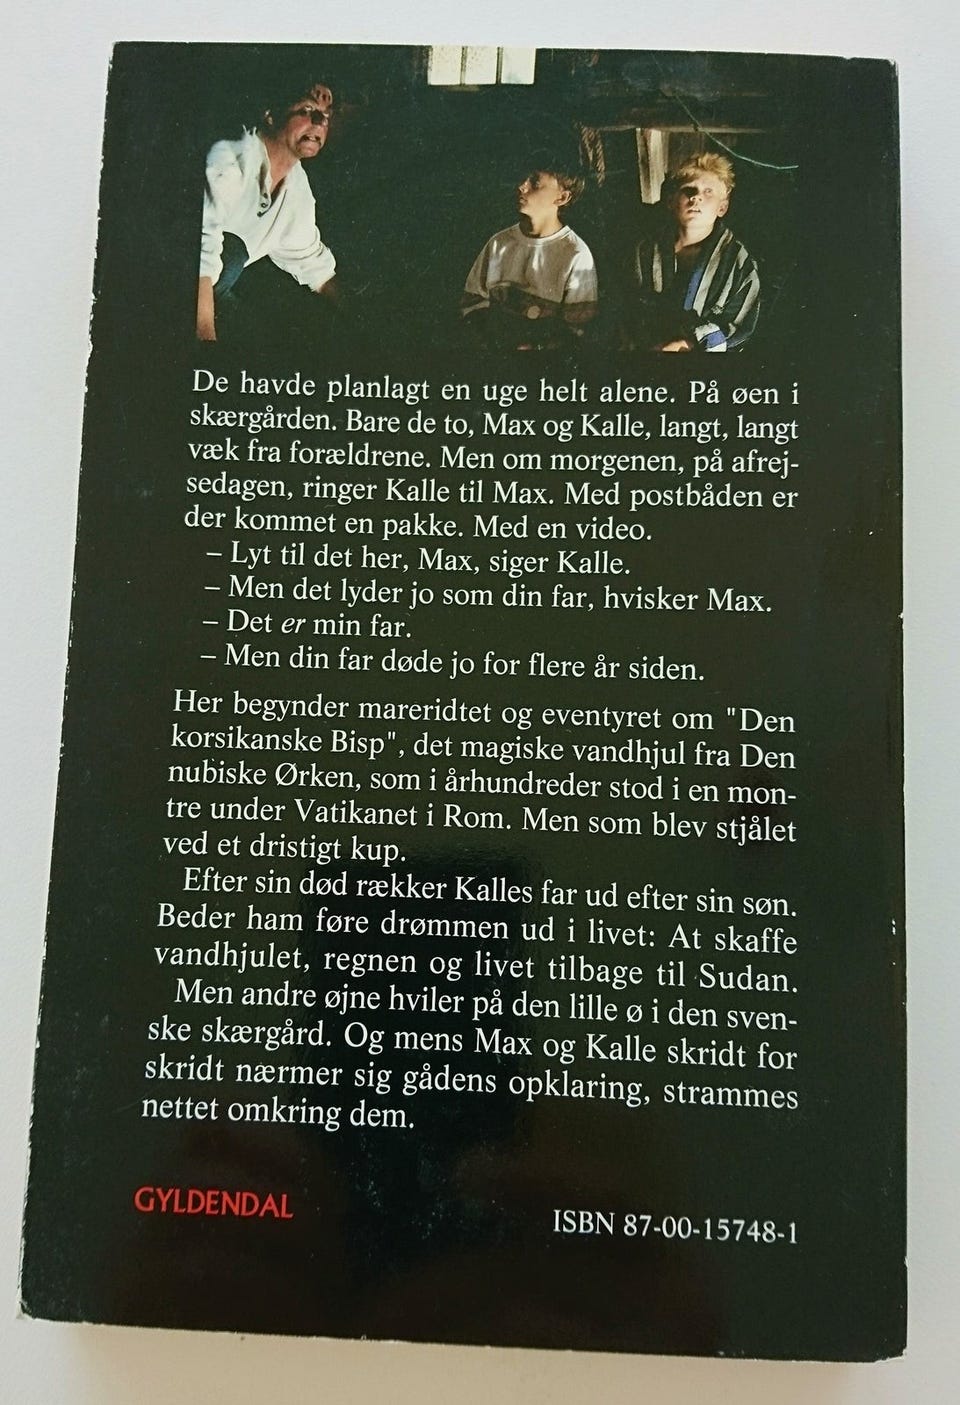 De havde planlagt en uge helt alene. På øen i
skærgården. Bare de to, Max og Kalle, langt, langt
væk fra forældrene. Men om morgenen, på afrej-
sedagen, ringer Kalle til Max. Med postbåden er
der kommet en pakke. Med en video.
– Lyt til det her, Max, siger Kalle.
– Men det lyder jo som din far, hvisker Max.
– Det er min far.
– Men din far døde jo for flere år siden.
Her begynder mareridtet og eventyret om "Den
korsikanske Bisp", det magiske vandhjul fra Den
nubiske Ørken, som i århundreder stod i en mon-
tre under Vatikanet i Rom. Men som blev stjålet
ved et dristigt kup.
Efter sin død rækker Kalles far ud efter sin søn.
Beder ham føre drømmen ud i livet: At skaffe
vandhjulet, regnen og livet tilbage til Sudan.
Men andre øjne hviler på den lille ø i den sven-
ske skærgård. Og mens Max og Kalle skridt for
skridt nærmer sig gådens opklaring, strammes
nettet omkring dem.
GYLDENDAL
ISBN 87-00-15748-1